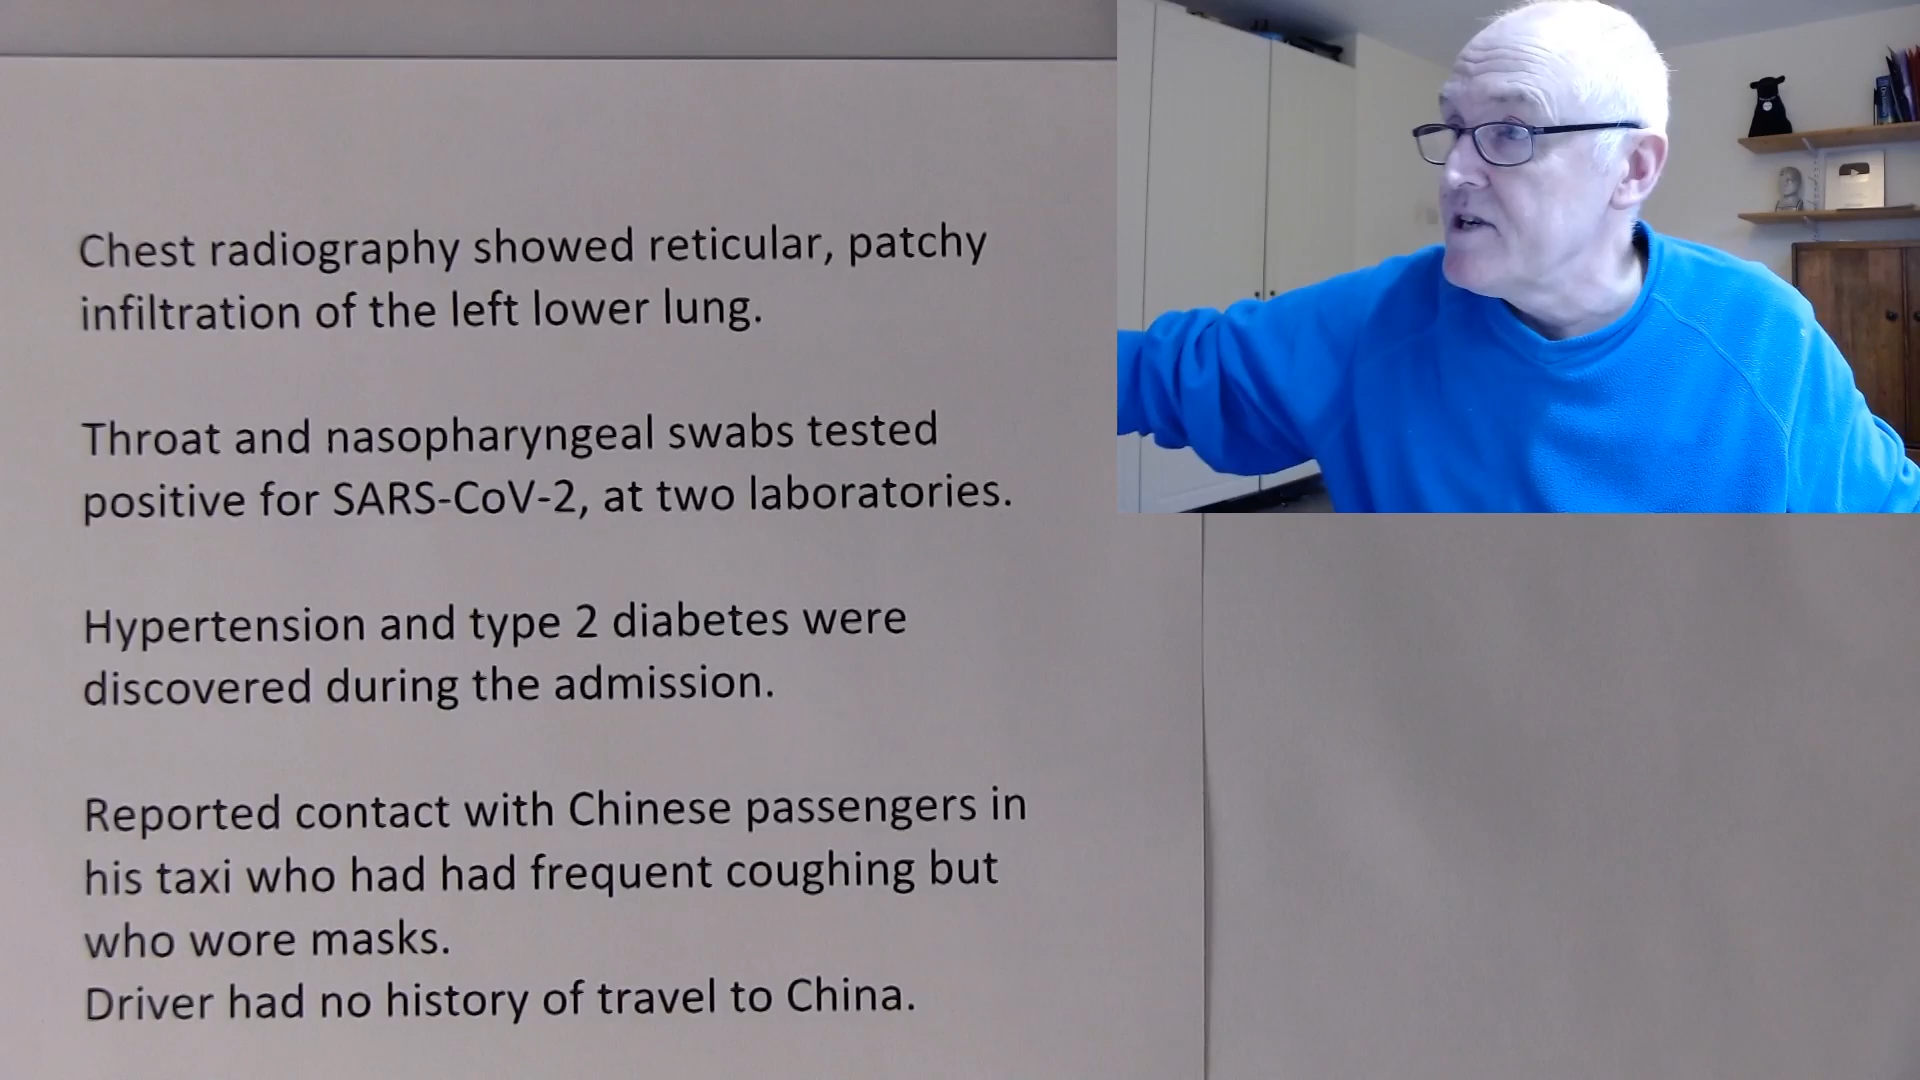 Chest radiography showed reticular, patchy
infiltration of the left lower lung.
Throat and nasopharyngeal swabs tested
positive for SARS-CoV-2, at two laboratories.
Hypertension and type 2 diabetes were
discovered during the admission.
Reported contact with Chinese passengers in
his taxi who had had frequent coughing but
who wore masks.
Driver had no history of travel to China.